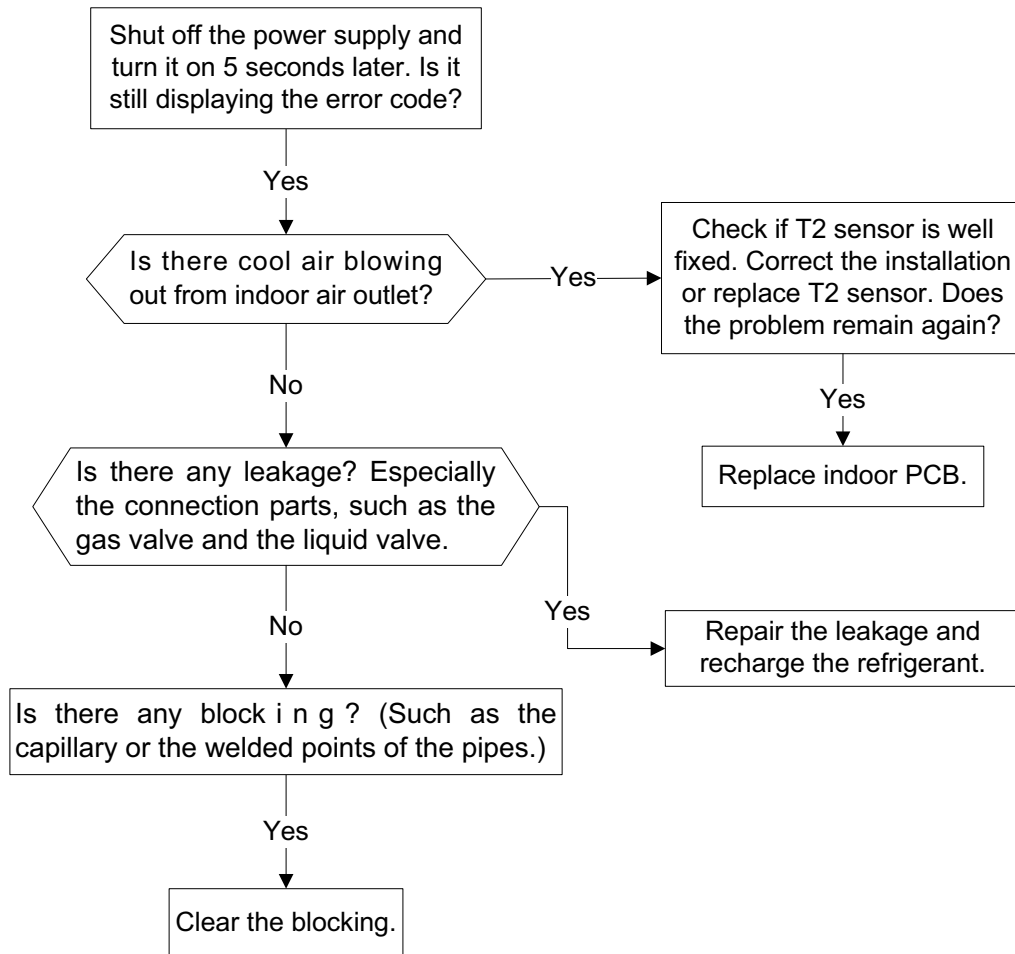 Shut off the power supply and
turn it on 5 seconds later. Is it
still displaying the error code?
Yes
Is there cool air blowing
out from indoor air outlet?
Yes
Check if T2 sensor is well
fixed. Correct the installation
or replace T2 sensor. Does
the problem remain again?
Yes
Replace indoor PCB.
No
Is there any leakage? Especially
the connection parts, such as the
gas valve and the liquid valve.
Yes
Repair the leakage and
recharge the refrigerant.
No
Is there any blocking? (Such as the
capillary or the welded points of the pipes.)
Yes
Clear the blocking.